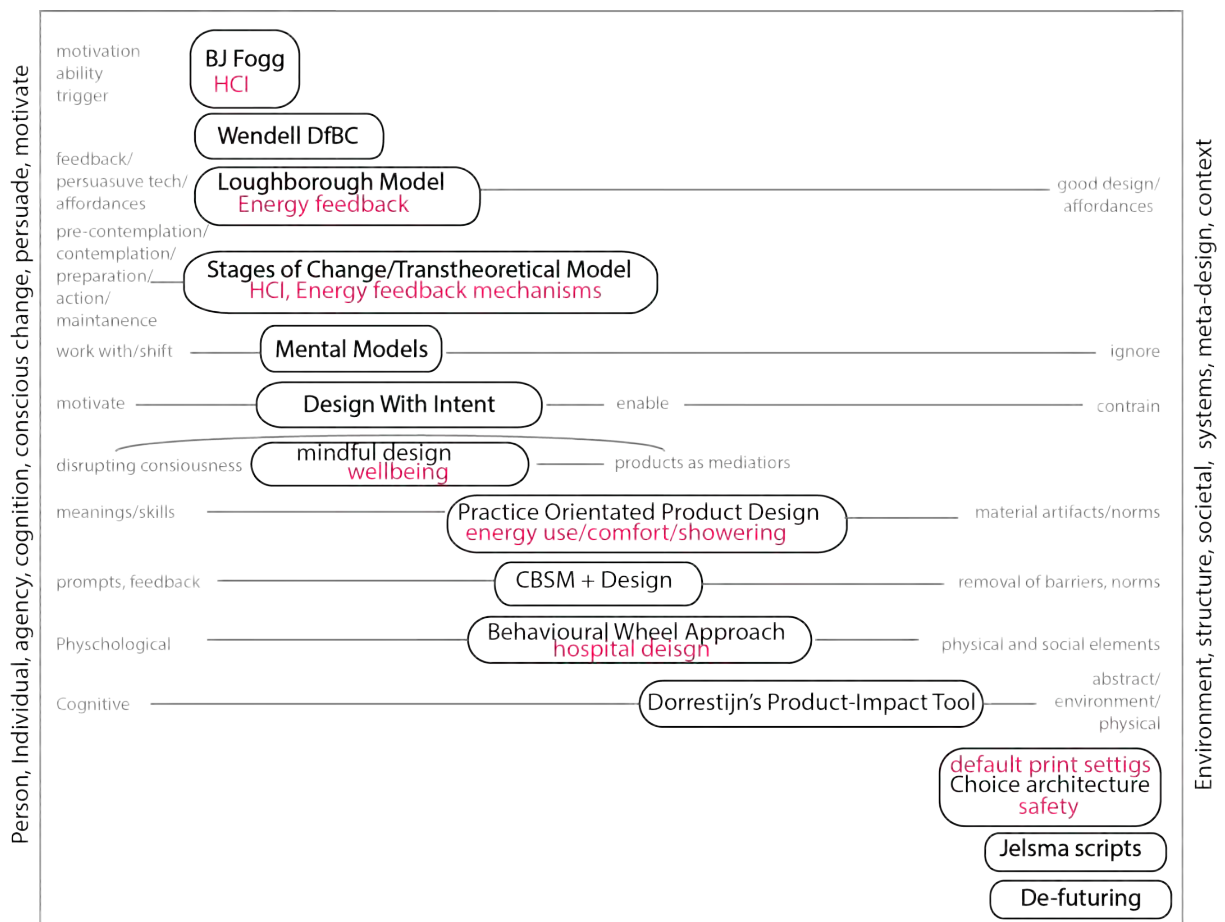 Person, Individual, agency, cognition, conscious change, persuade, motivate
motivation
ability
trigger
BJ Fogg
HCI
Wendell DfBC
feedback/
persuasuve tech/
affordances
Loughborough Model
Energy feedback
good design/
affordances
pre-contemplation/
contemplation/
preparation/
action/
maintanence
Stages of Change/Transtheoretical Model
HCI, Energy feedback mechanisms
work with/shift
Mental Models
ignore
motivate
Design With Intent
enable
contrain
disrupting consiousness
mindful design
wellbeing
products as mediatiors
meanings/skills
Practice Orientated Product Design
energy use/comfort/showering
material artifacts/norms
prompts, feedback
CBSM + Design
removal of barriers, norms
Physchological
Behavioural Wheel Approach
hospital deisgn
physical and social elements
Cognitive
Dorrestijn's Product-Impact Tool
abstract/
environment/
physical
default print settigs
Choice architecture
safety
Jelsma scripts
De-futuring
Environment, structure, societal, systems, meta-design, context